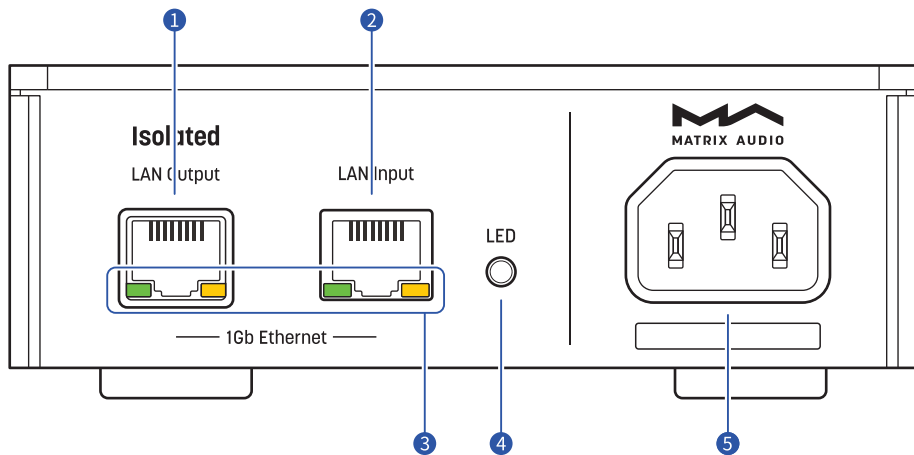 1 2
Isolated
LAN Output
LAN Input
LED
MATRIX AUDIO
1Gb Ethernet
3 4 5